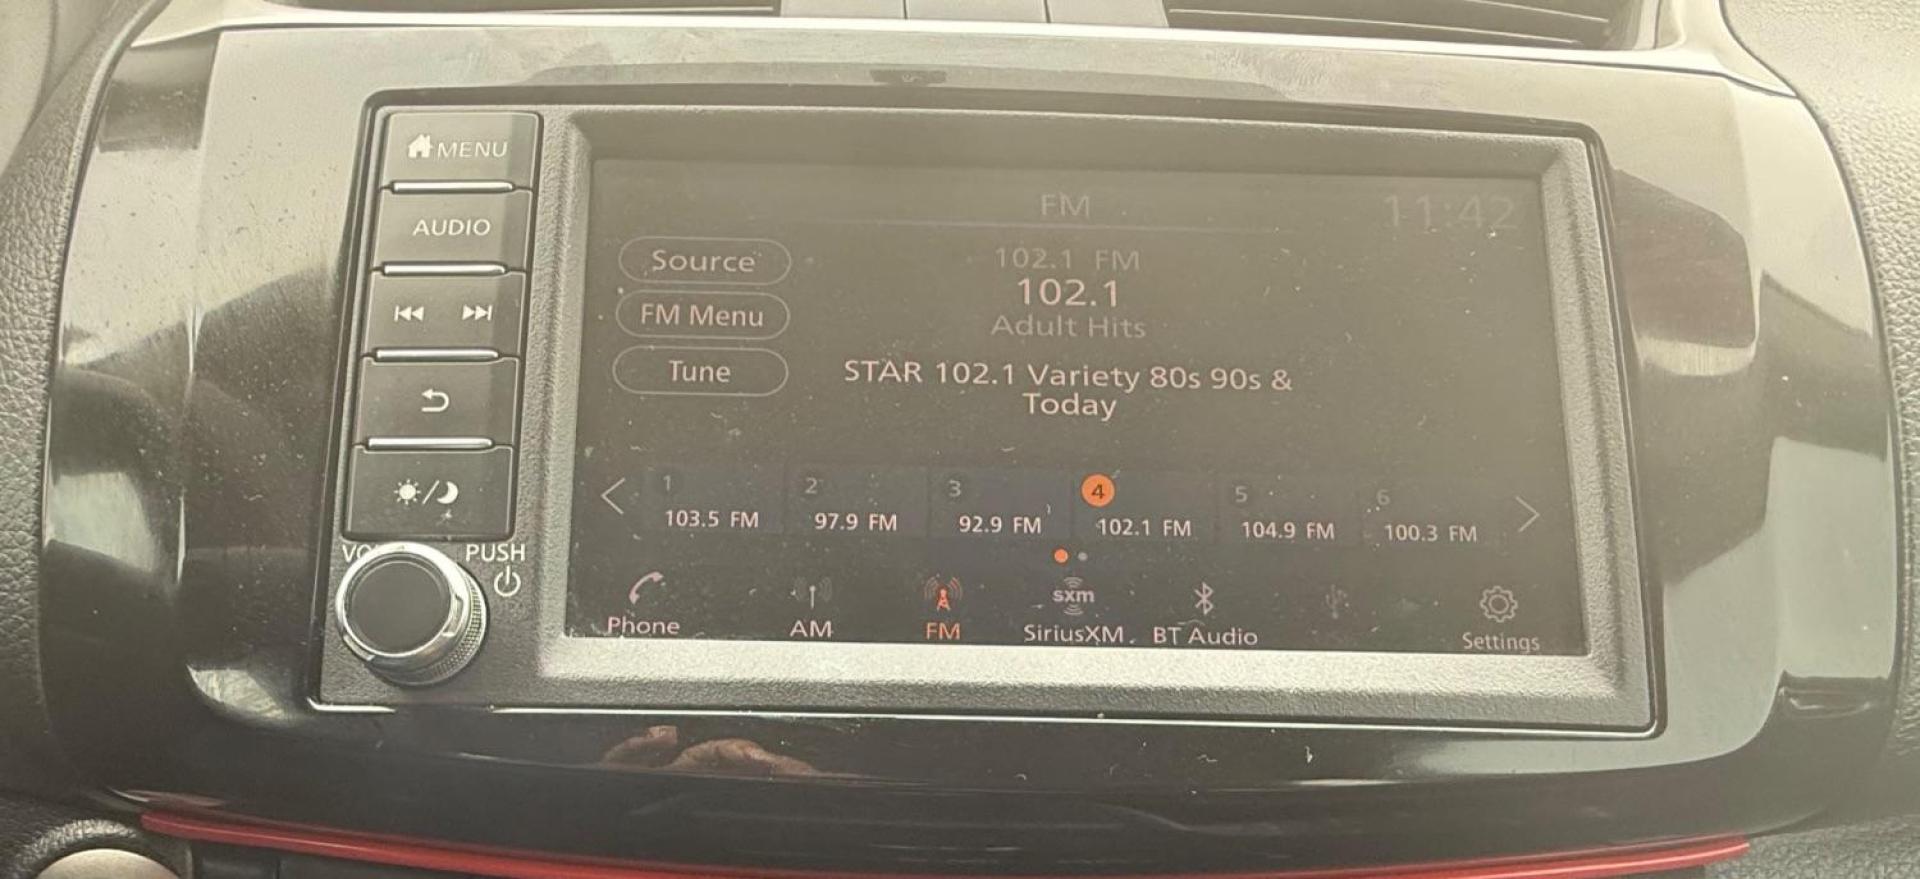 MENU
AUDIO
VOL
PUSH
FM
11:42
Source
FM Menu
Tune
102.1 FM
102.1
Adult Hits
STAR 102.1 Variety 80s 90s &
Today
1
103.5 FM
2
97.9 FM
3
92.9 FM
4
102.1 FM
5
104.9 FM
6
100.3 FM
Phone
AM
FM
sxm
SiriusXM
BT Audio
Settings